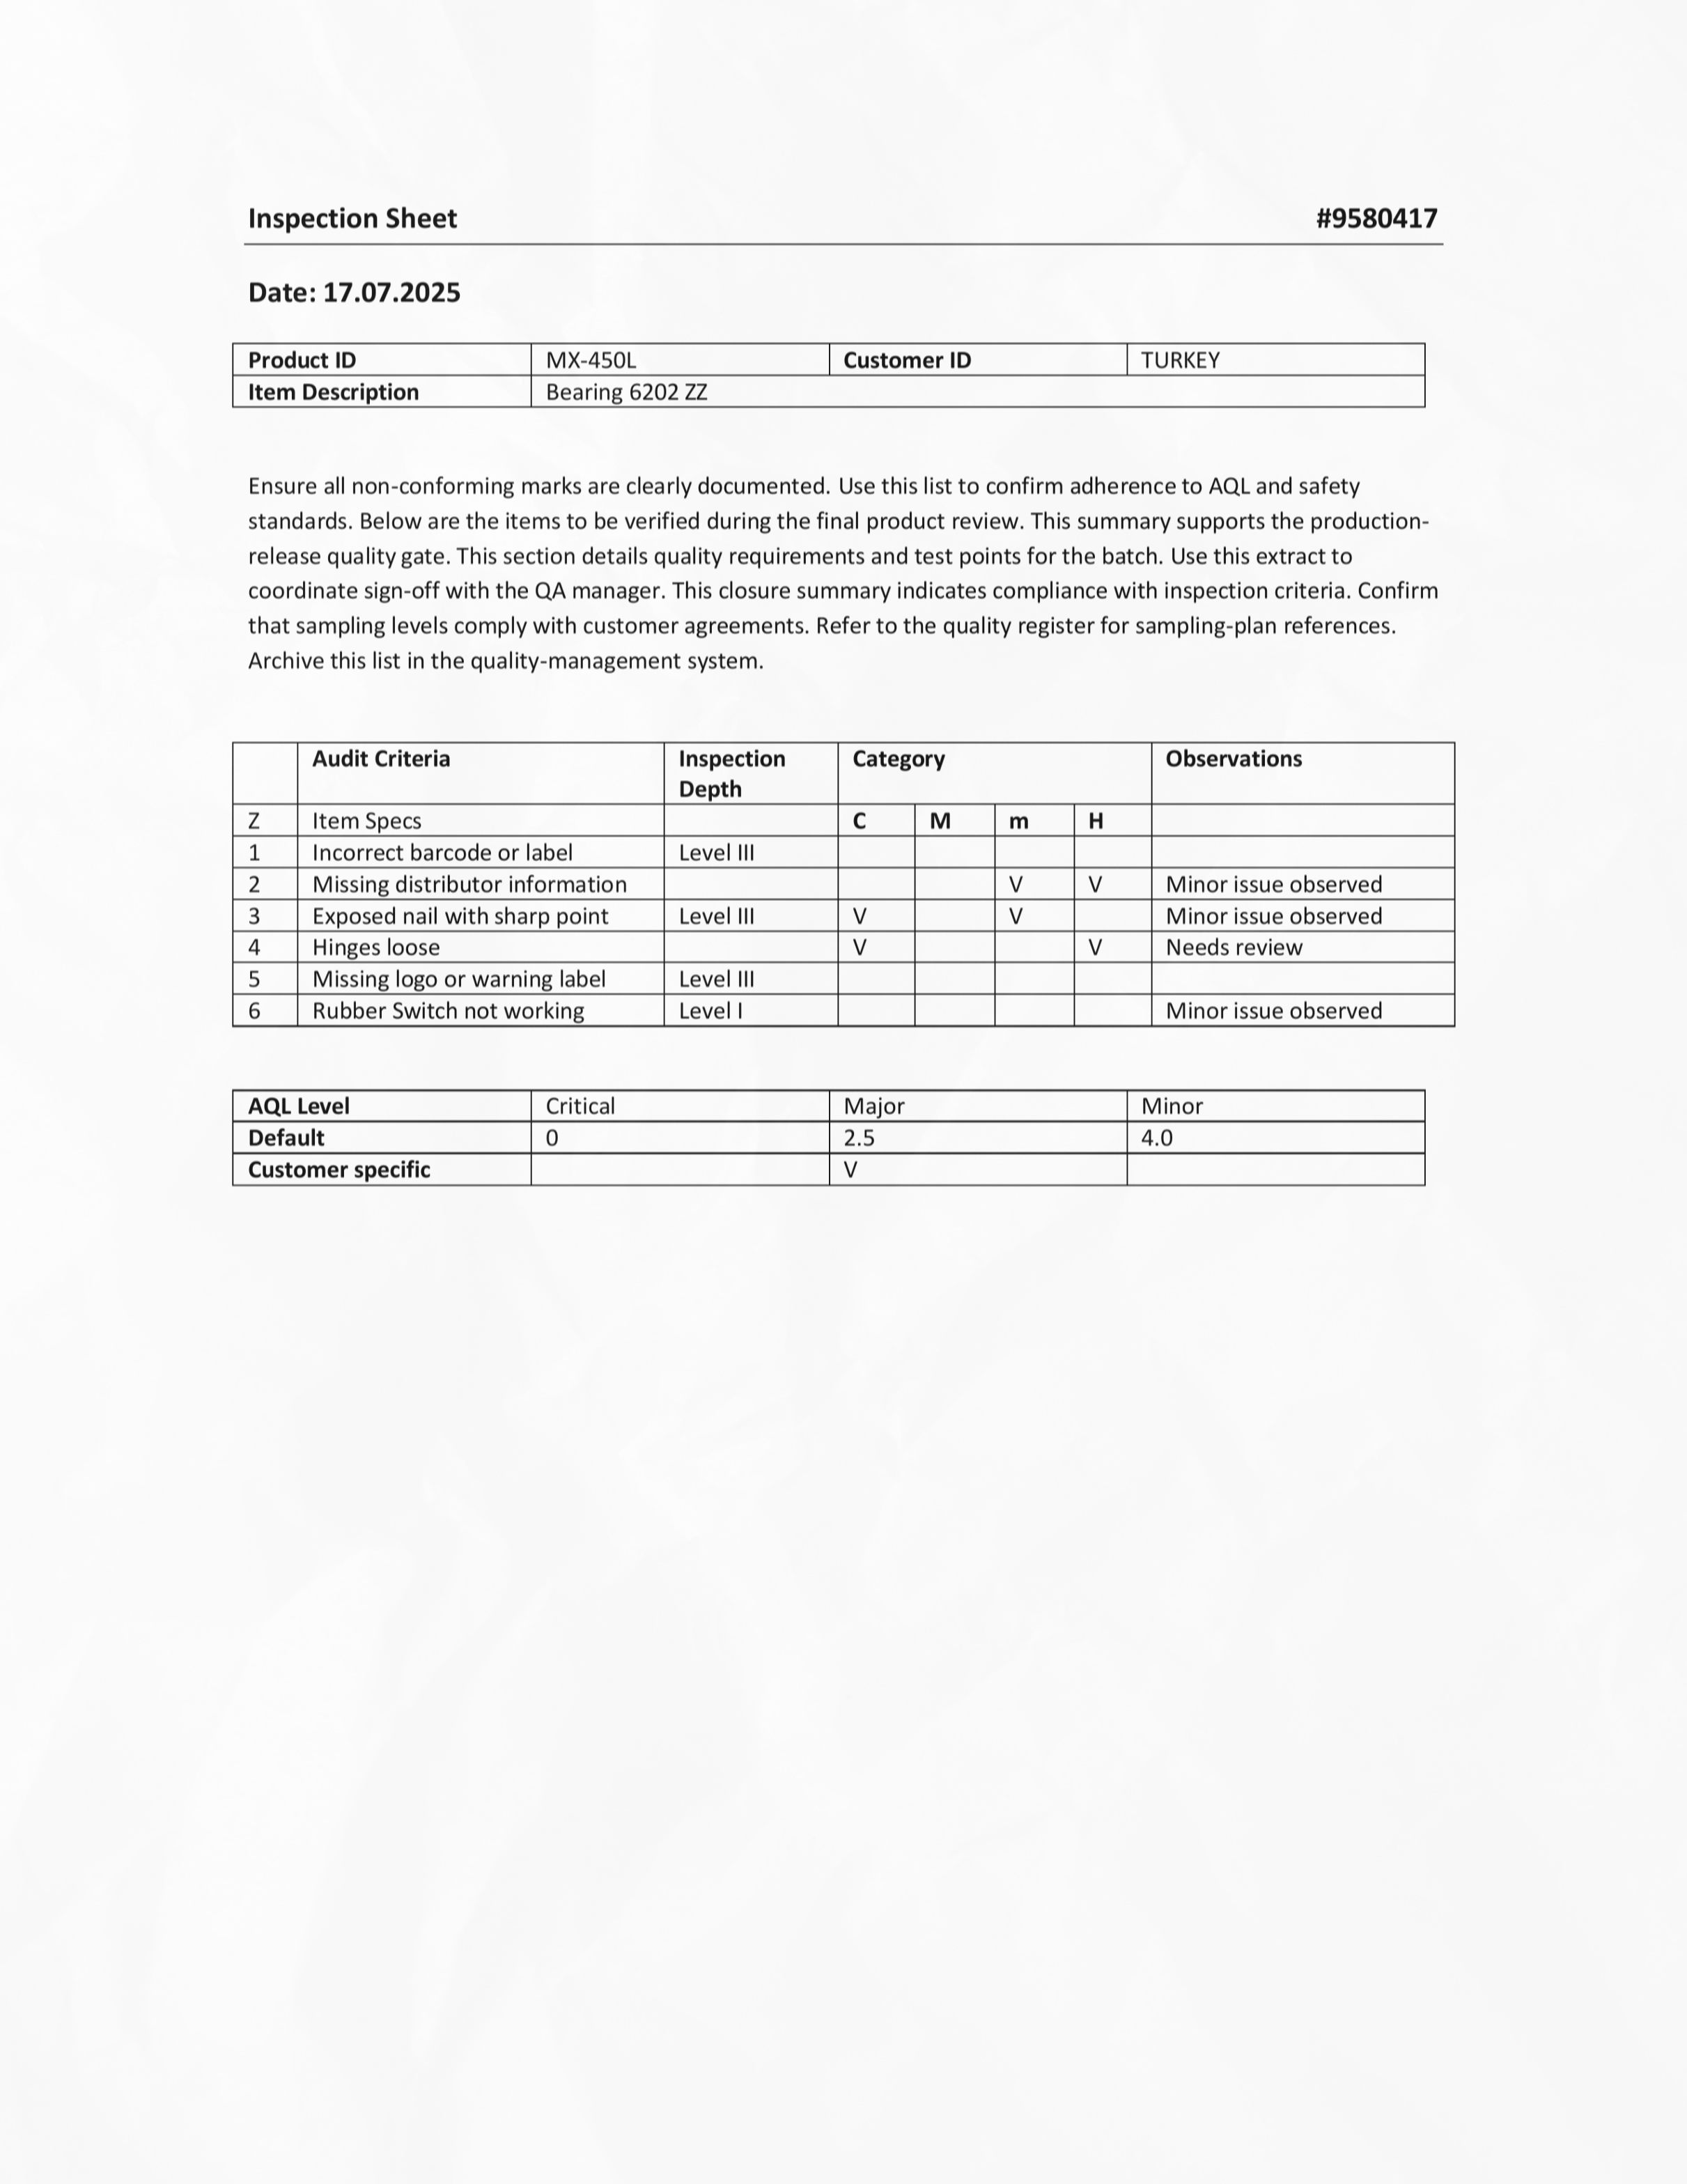 Inspection Sheet #9580417
Date: 17.07.2025
Product ID MX-450L Customer ID TURKEY
Item Description Bearing 6202 ZZ
Ensure all non-conforming marks are clearly documented. Use this list to confirm adherence to AQL and safety
standards. Below are the items to be verified during the final product review. This summary supports the production-
release quality gate. This section details quality requirements and test points for the batch. Use this extract to
coordinate sign-off with the QA manager. This closure summary indicates compliance with inspection criteria. Confirm
that sampling levels comply with customer agreements. Refer to the quality register for sampling-plan references.
Archive this list in the quality-management system.
Audit Criteria Inspection Depth Category Observations
Z Item Specs C M m H
1 Incorrect barcode or label Level III
2 Missing distributor information V V Minor issue observed
3 Exposed nail with sharp point Level III V V Minor issue observed
4 Hinges loose V V Needs review
5 Missing logo or warning label Level III
6 Rubber Switch not working Level I Minor issue observed
AQL Level Critical Major Minor
Default 0 2.5 4.0
Customer specific V